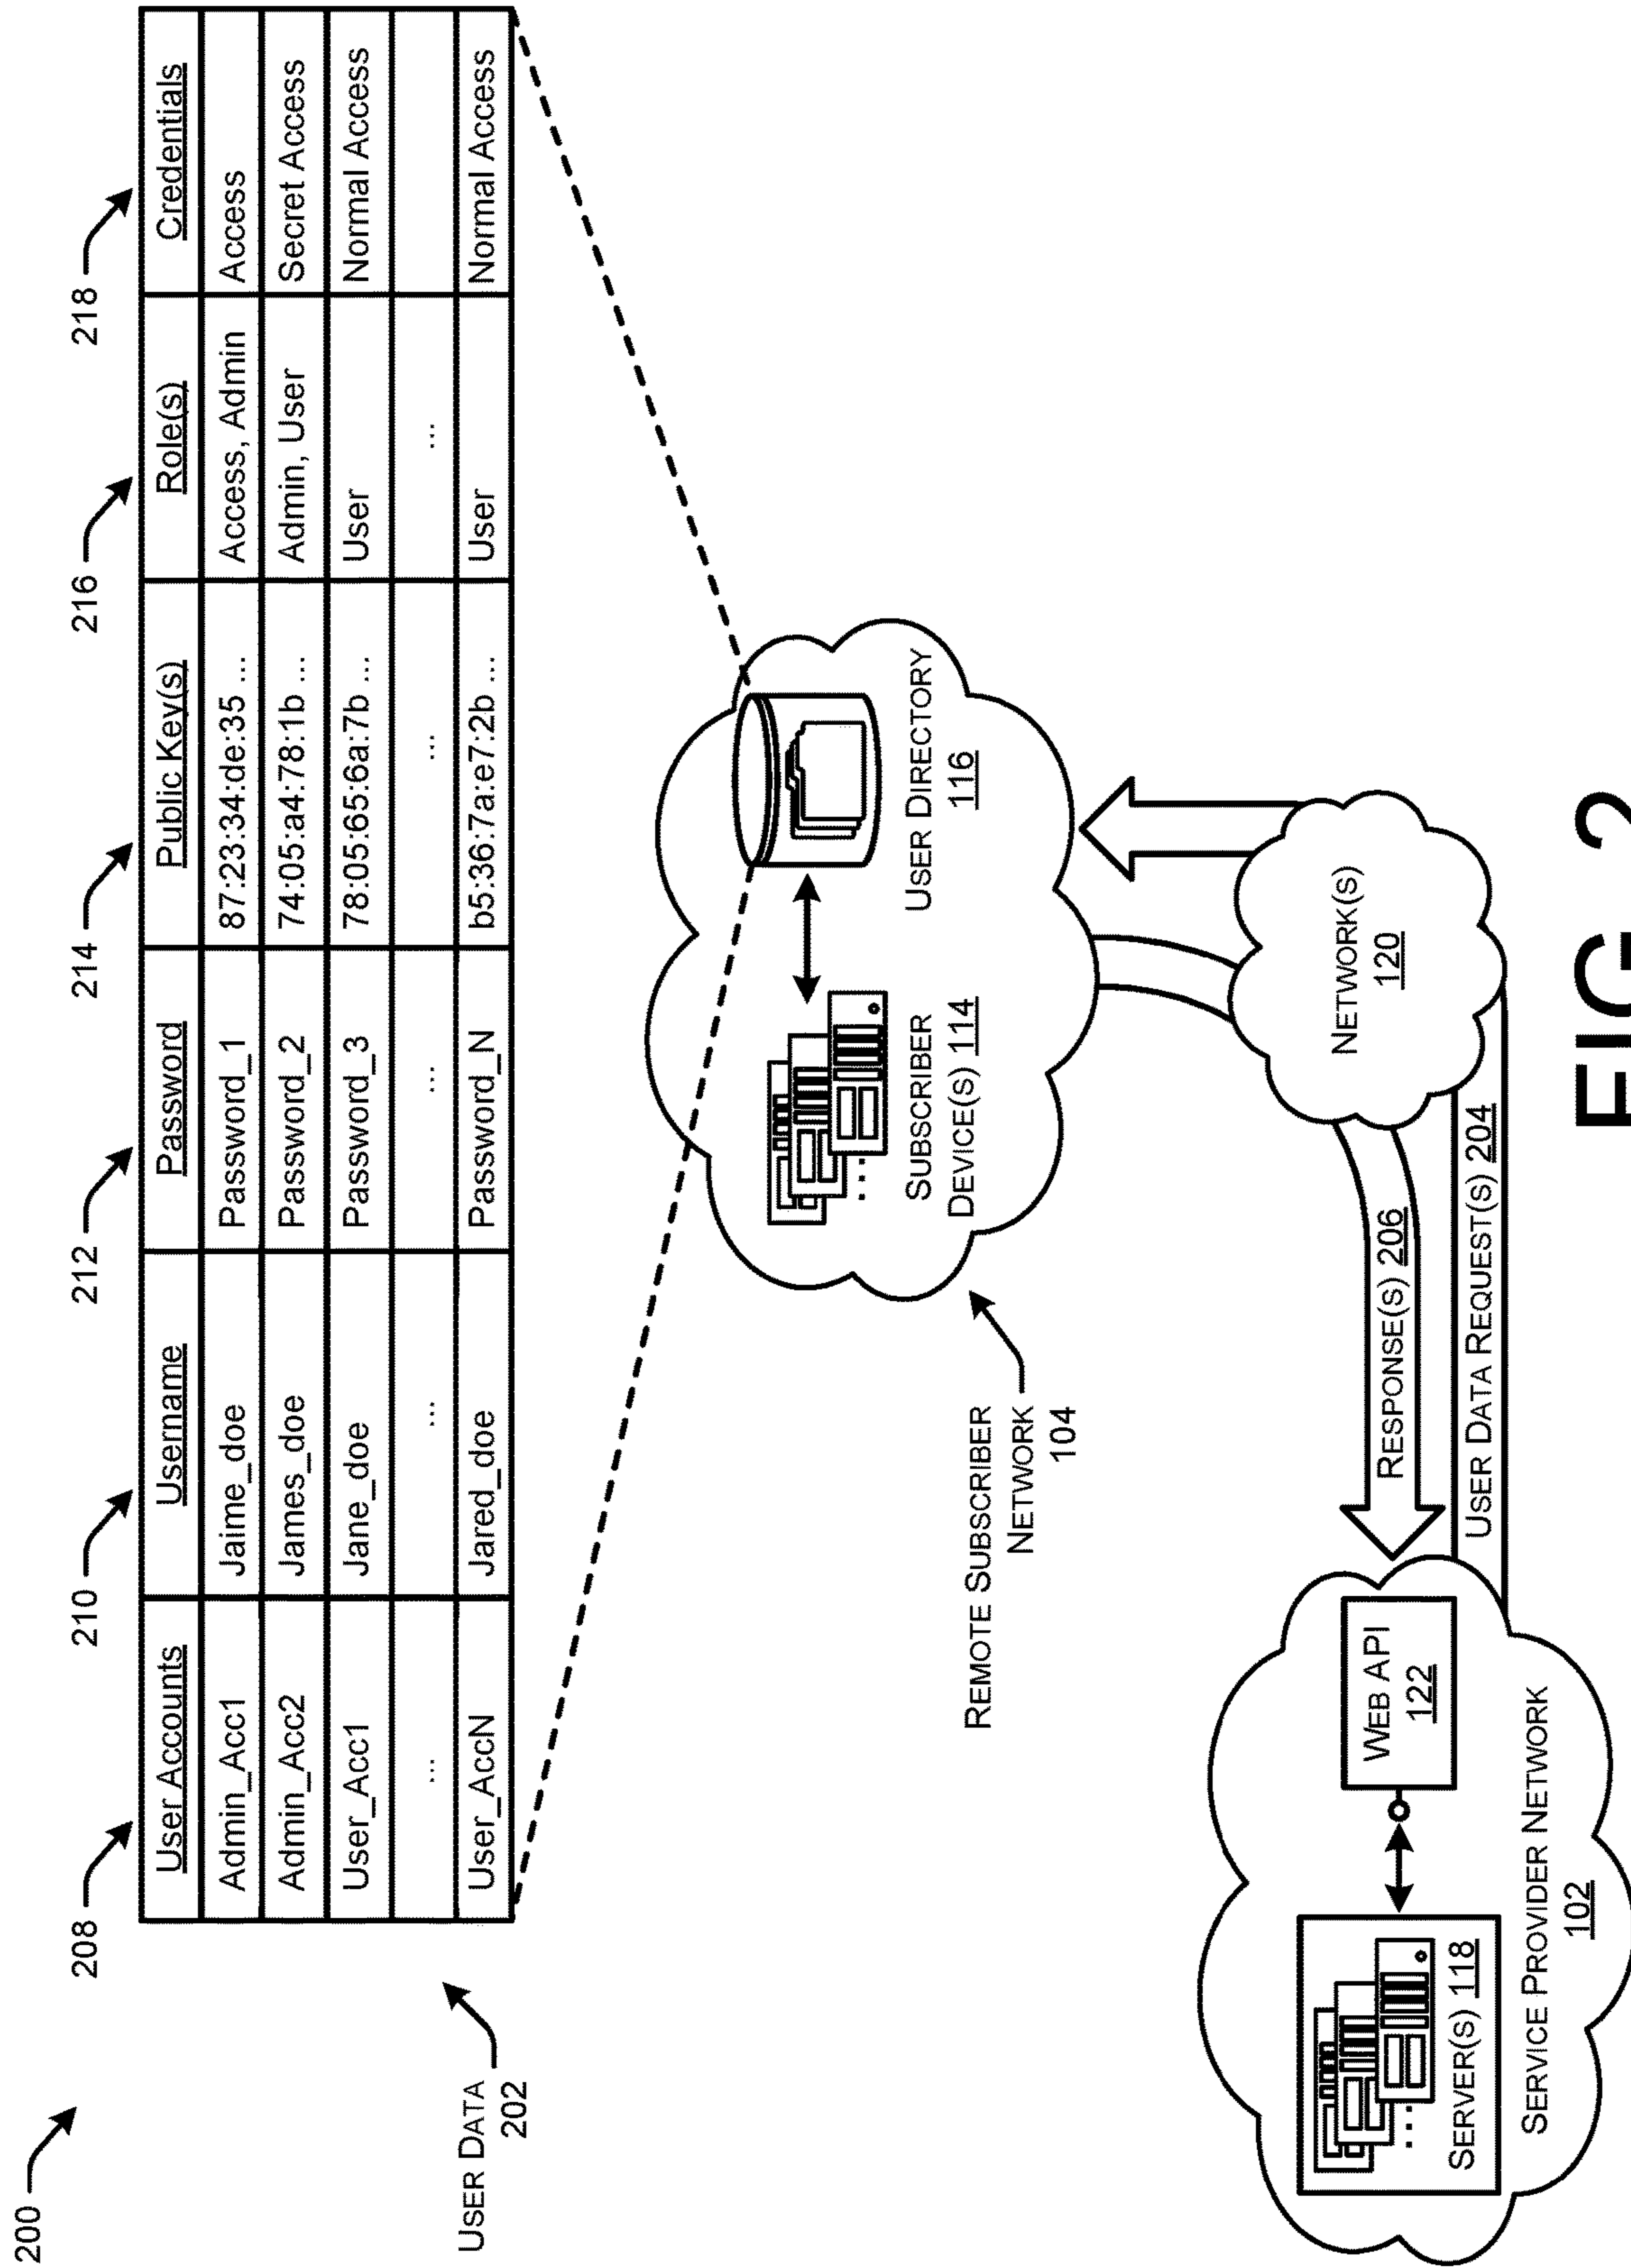 200
208
210
212
214
216
218
User Accounts Username Password Public Key(s) Role(s) Credentials
Admin_Acc1 Jaime_doe Password_1 87:23:34:de:35 ... Access, Admin Access
Admin_Acc2 James_doe Password_2 74:05:a4:78:1b ... Admin, User Secret Access
User_Acc1 Jane_doe Password_3 78:05:65:6a:7b ... User Normal Access
... ... ... ... ...
User_AccN Jared_doe Password_N b5:36:7a:e7:2b ... User Normal Access
USER DATA
202
SUBSCRIBER
DEVICE(S) 114
USER DIRECTORY
116
REMOTE SUBSCRIBER
NETWORK
104
NETWORK(S)
120
RESPONSE(S) 206
USER DATA REQUEST(S) 204
WEB API
122
SERVER(S) 118
SERVICE PROVIDER NETWORK
102
FIG. 2